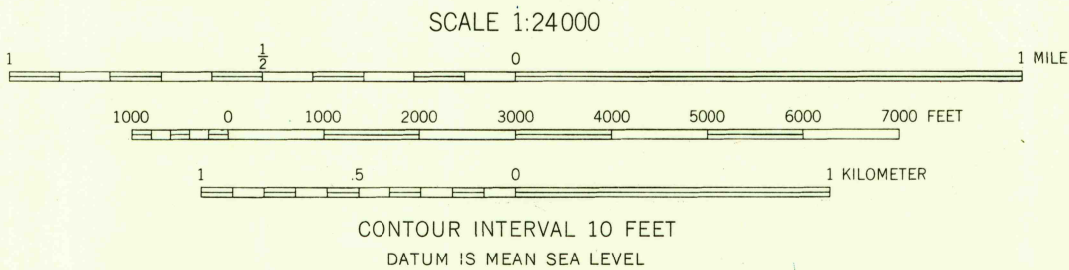 SCALE 1:24000
1 1/2 0 1 MILE
1000 0 1000 2000 3000 4000 5000 6000 7000 FEET
1 .5 0 1 KILOMETER
CONTOUR INTERVAL 10 FEET
DATUM IS MEAN SEA LEVEL